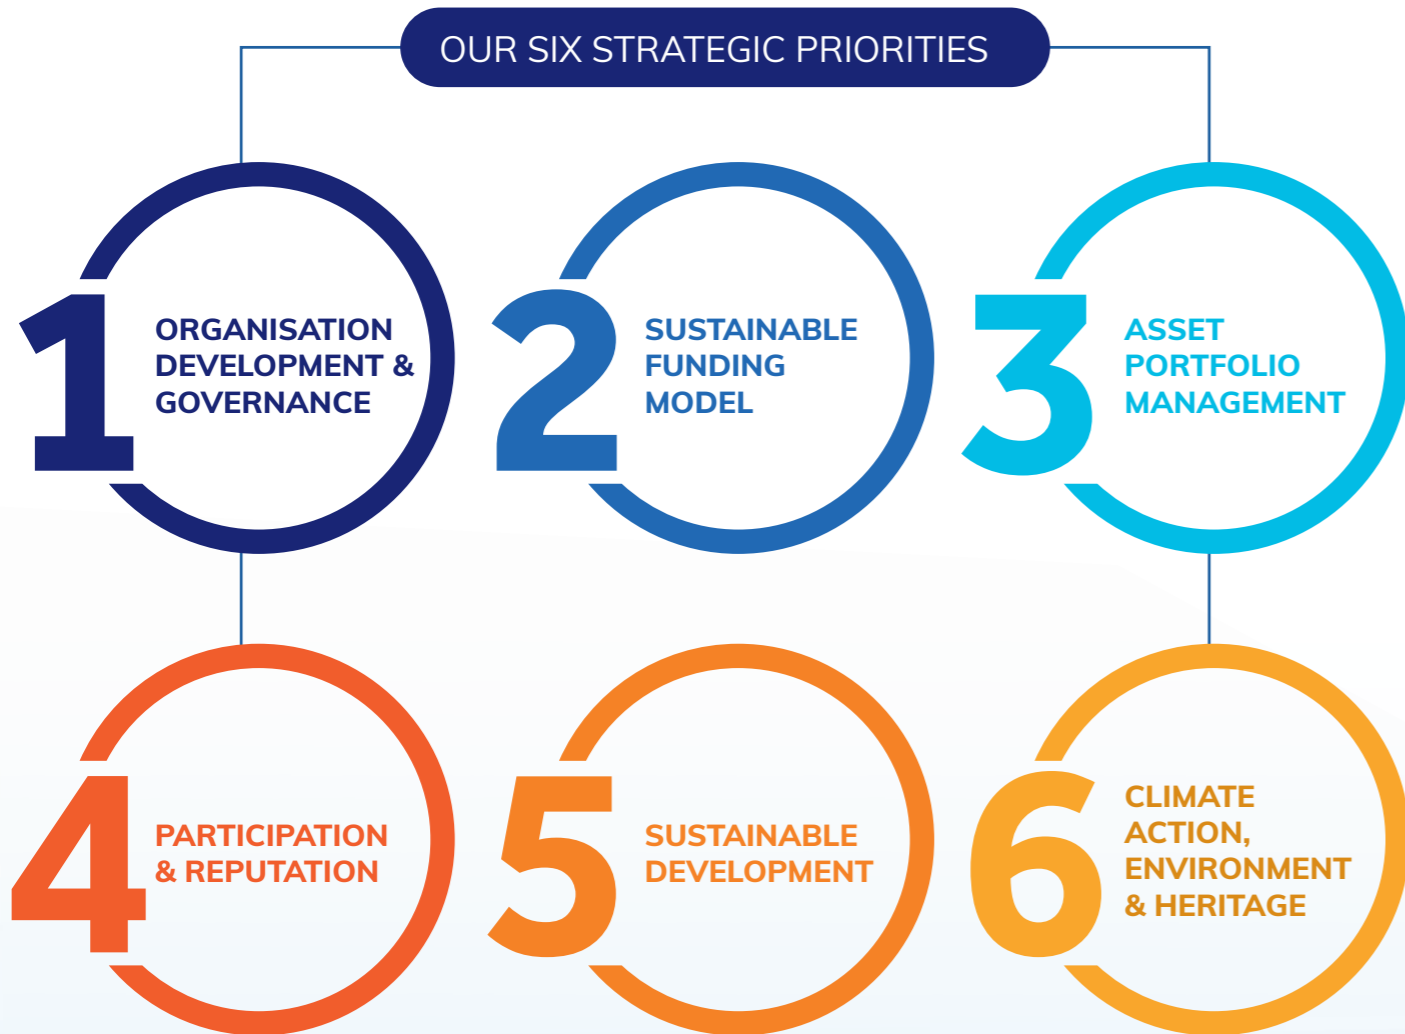 OUR SIX STRATEGIC PRIORITIES
1
ORGANISATION
DEVELOPMENT &
GOVERNANCE
2
SUSTAINABLE
FUNDING
MODEL
3
ASSET
PORTFOLIO
MANAGEMENT
4
PARTICIPATION
& REPUTATION
5
SUSTAINABLE
DEVELOPMENT
6
CLIMATE
ACTION,
ENVIRONMENT
& HERITAGE